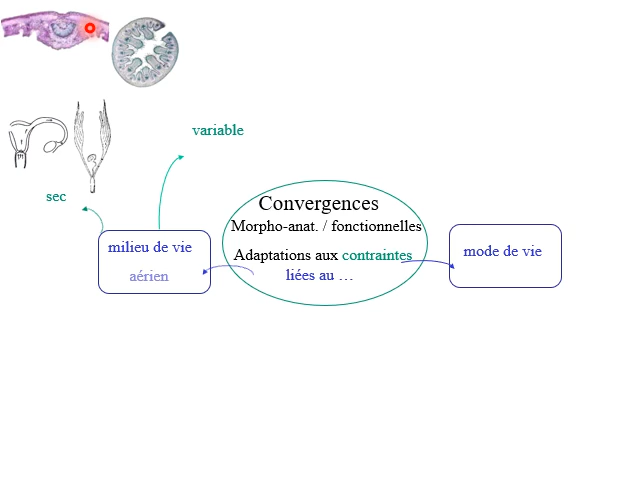 variable
sec
Convergences
Morpho-anat. / fonctionnelles
Adaptations aux contraintes
liées au …
milieu de vie
aérien
mode de vie